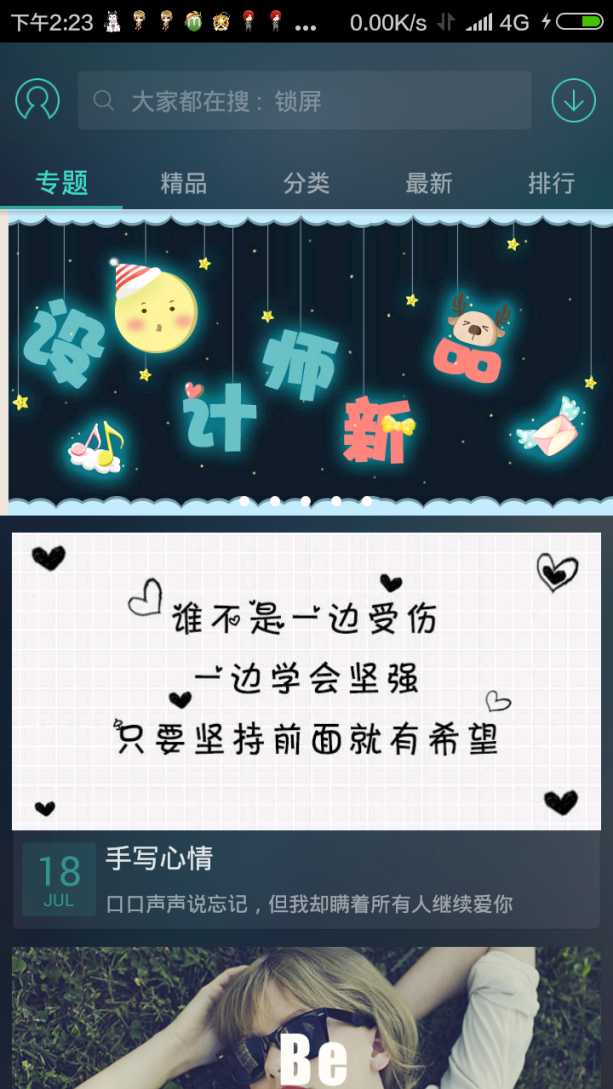 下午2:23 ... 0.00K/s 4G
大家都在搜：锁屏
专题 精品 分类 最新 排行
设计师新品
谁不是一边受伤
一边学会坚强
只要坚持前面就有希望
18
JUL
手写心情
口口声声说忘记，但我却瞒着所有人继续爱你
Be